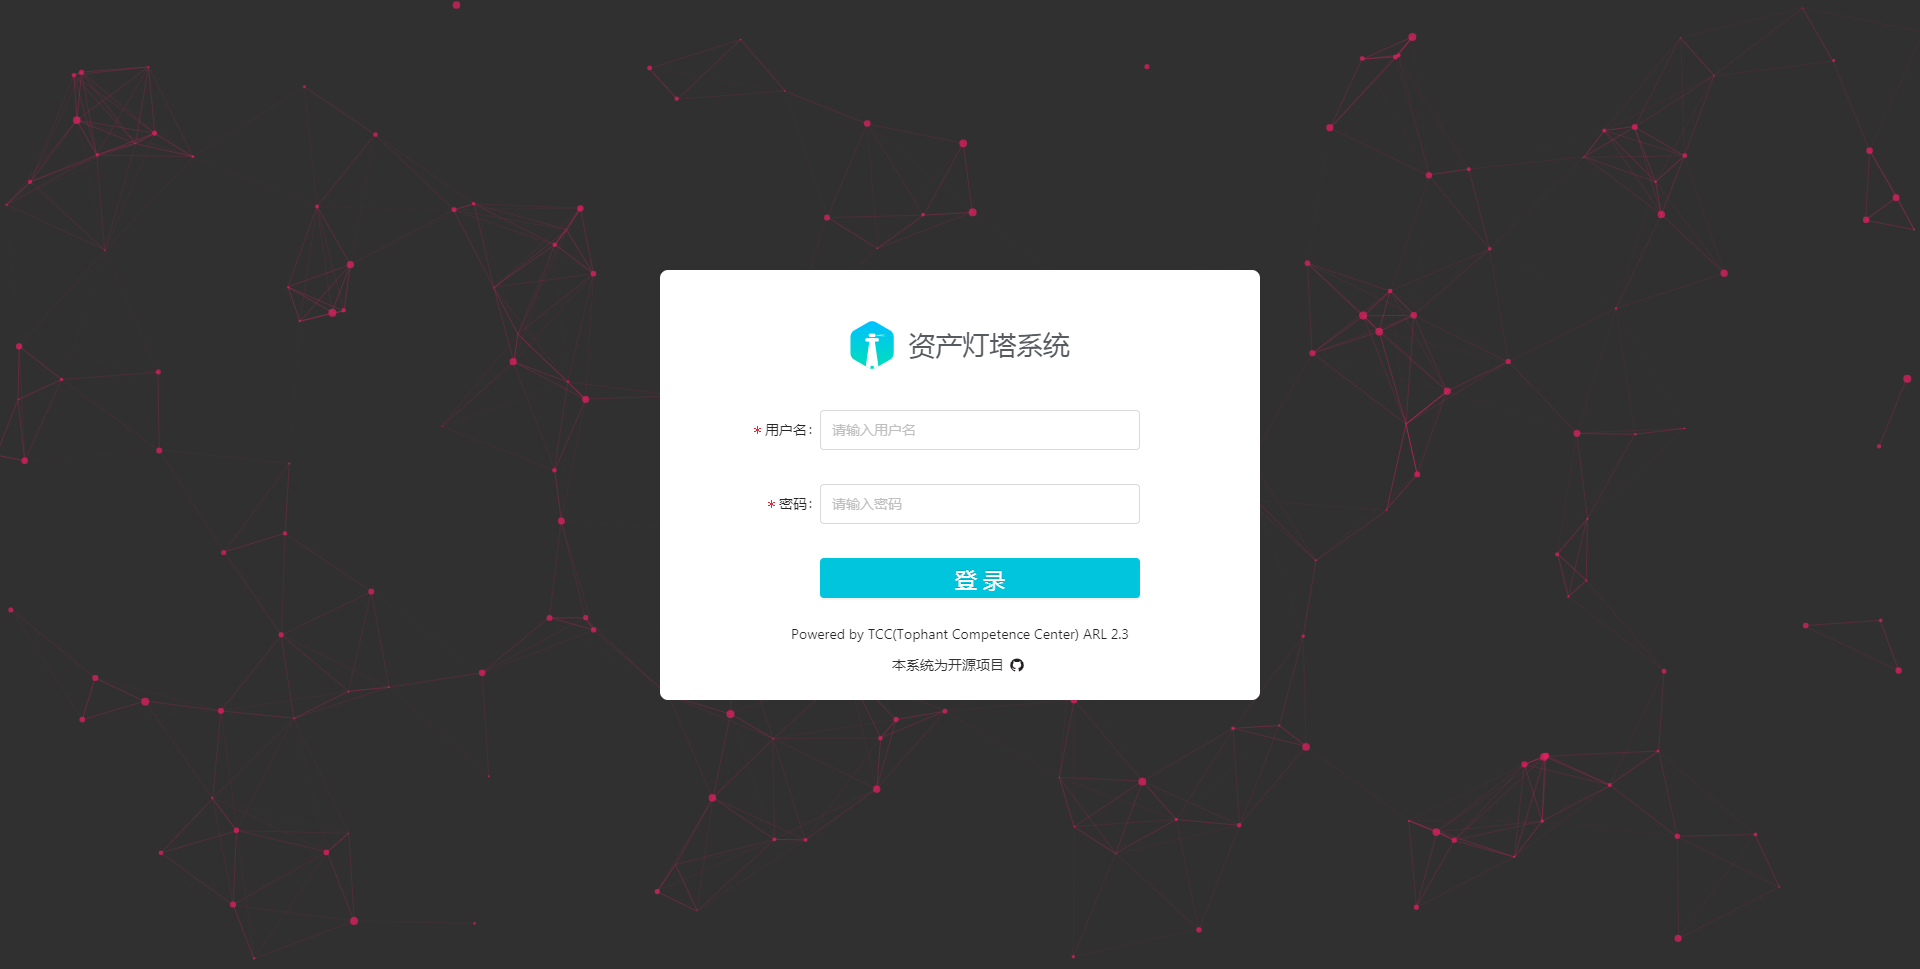 资产灯塔系统
* 用户名:
请输入用户名
* 密码:
请输入密码
登 录
Powered by TCC(Tophant Competence Center) ARL 2.3
本系统为开源项目